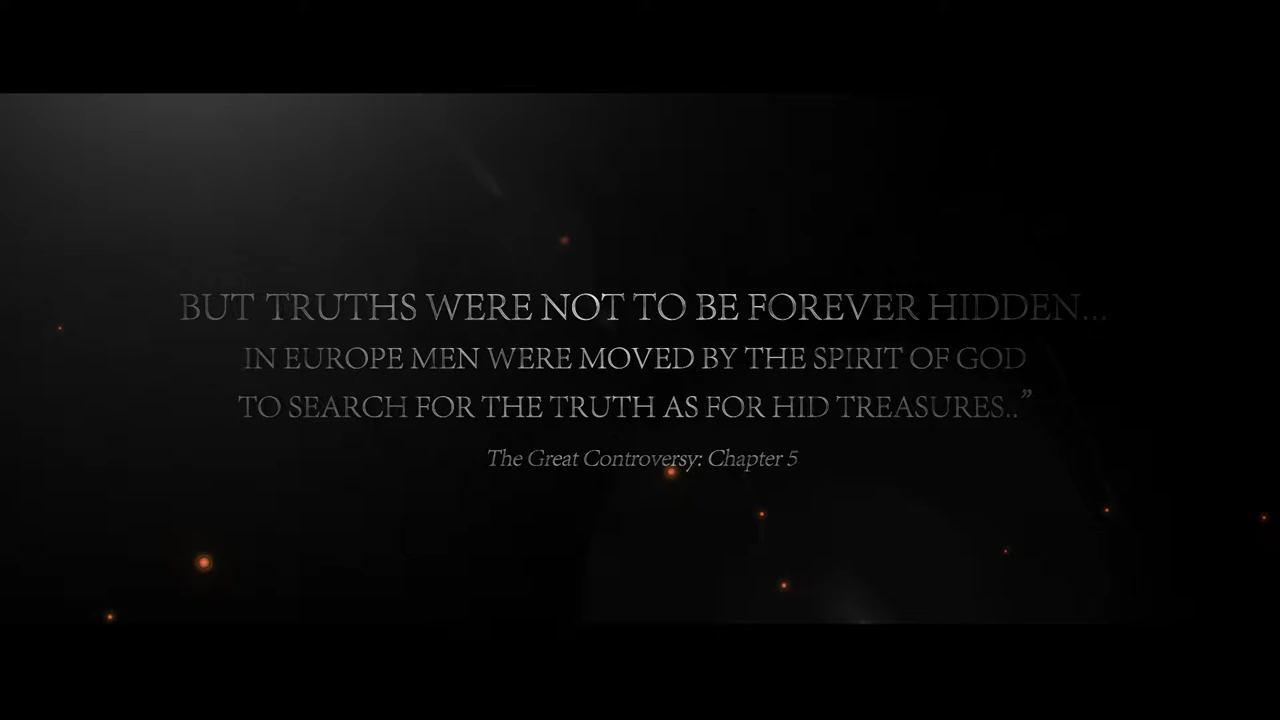 BUT TRUTHS WERE NOT TO BE FOREVER HIDDEN...
IN EUROPE MEN WERE MOVED BY THE SPIRIT OF GOD
TO SEARCH FOR THE TRUTH AS FOR HID TREASURES..”
The Great Controversy: Chapter 5